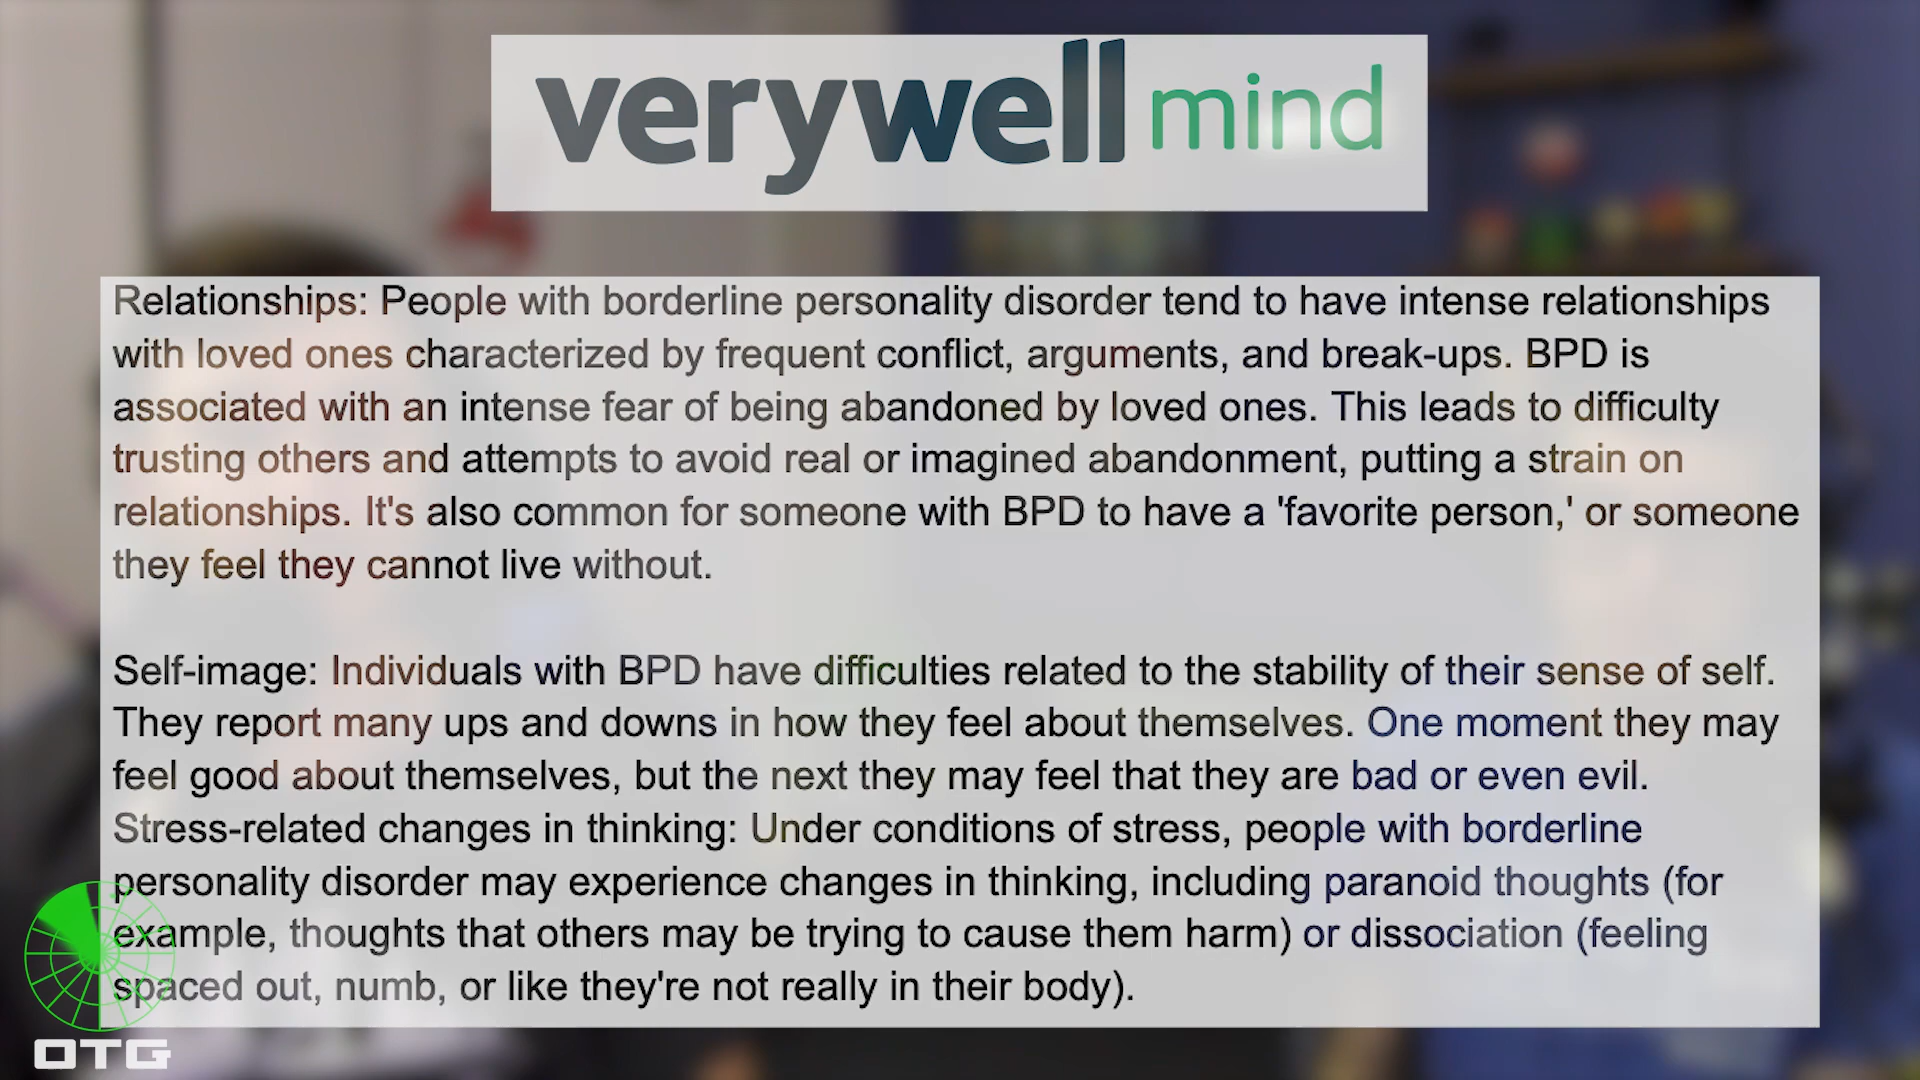 verywell mind
Relationships: People with borderline personality disorder tend to have intense relationships
with loved ones characterized by frequent conflict, arguments, and break-ups. BPD is
associated with an intense fear of being abandoned by loved ones. This leads to difficulty
trusting others and attempts to avoid real or imagined abandonment, putting a strain on
relationships. It's also common for someone with BPD to have a 'favorite person,' or someone
they feel they cannot live without.
Self-image: Individuals with BPD have difficulties related to the stability of their sense of self.
They report many ups and downs in how they feel about themselves. One moment they may
feel good about themselves, but the next they may feel that they are bad or even evil.
Stress-related changes in thinking: Under conditions of stress, people with borderline
personality disorder may experience changes in thinking, including paranoid thoughts (for
example, thoughts that others may be trying to cause them harm) or dissociation (feeling
spaced out, numb, or like they're not really in their body).
OTG